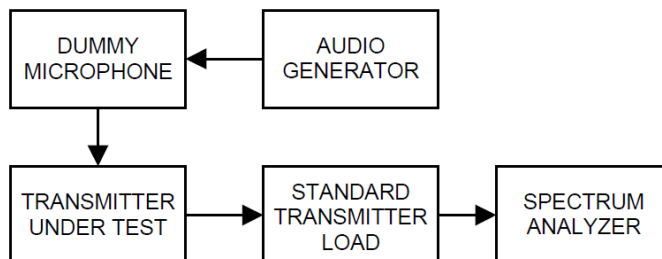 DUMMY
MICROPHONE
AUDIO
GENERATOR
TRANSMITTER
UNDER TEST
STANDARD
TRANSMITTER
LOAD
SPECTRUM
ANALYZER